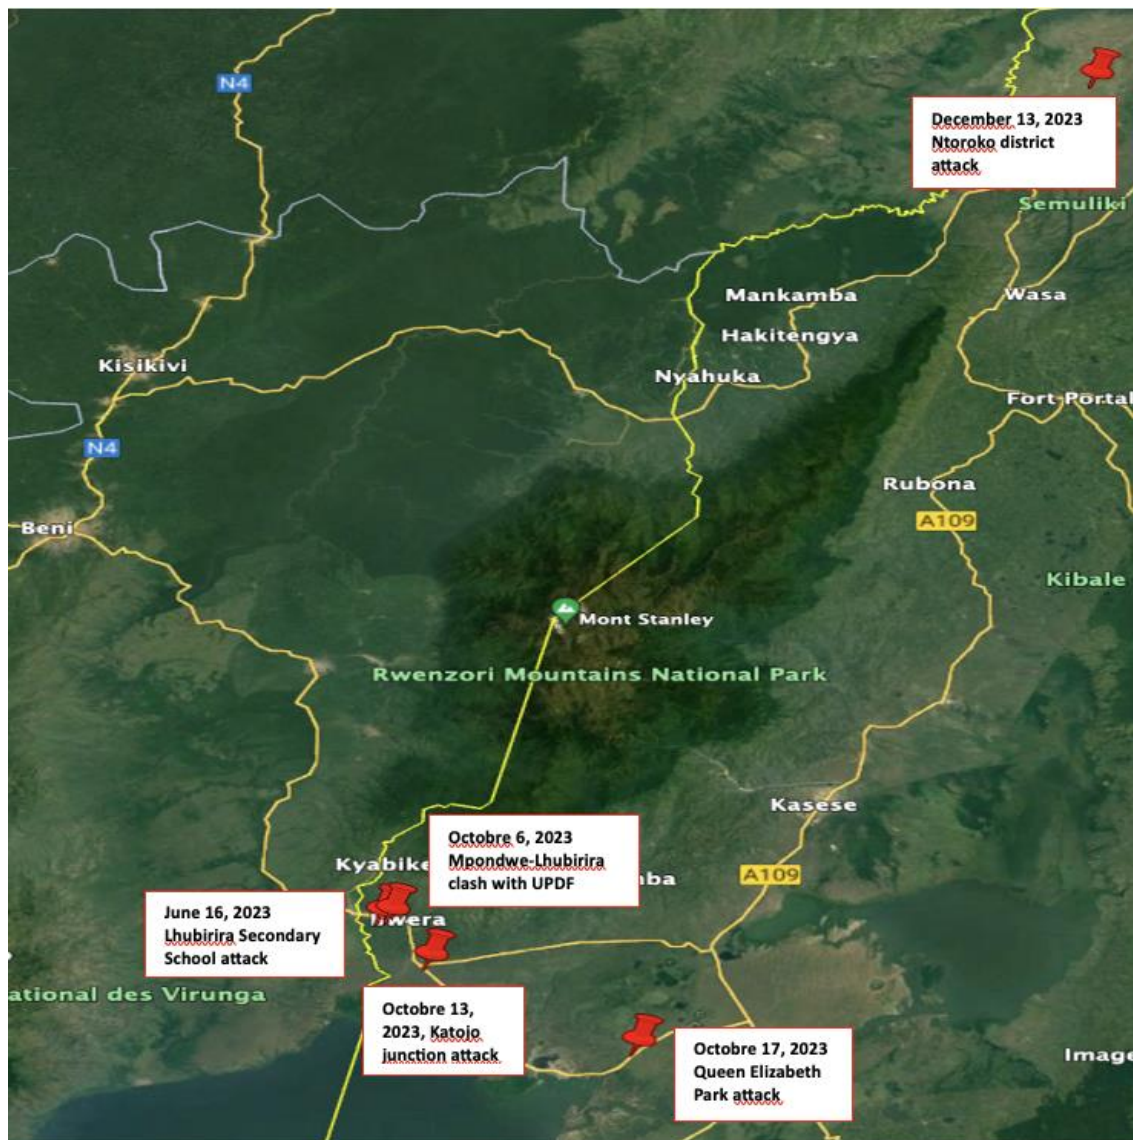 N4
December 13, 2023
Ntoroko district
attack
Semuliki
Mankamba
Wasa
Hakitengya
Kisikivi
Nyahuka
Fort Portal
N4
Rubona
Beni
A109
Kibale
Mont Stanley
Rwenzori Mountains National Park
Kasese
Octobre 6, 2023
Mpondwe-Lhubirira
clash with UPDF
Kyabike
mba
A109
June 16, 2023
Lhubirira Secondary
School attack
wera
ational des Virunga
Octobre 13,
2023, Katojo
junction attack
Octobre 17, 2023
Queen Elizabeth
Park attack
Image